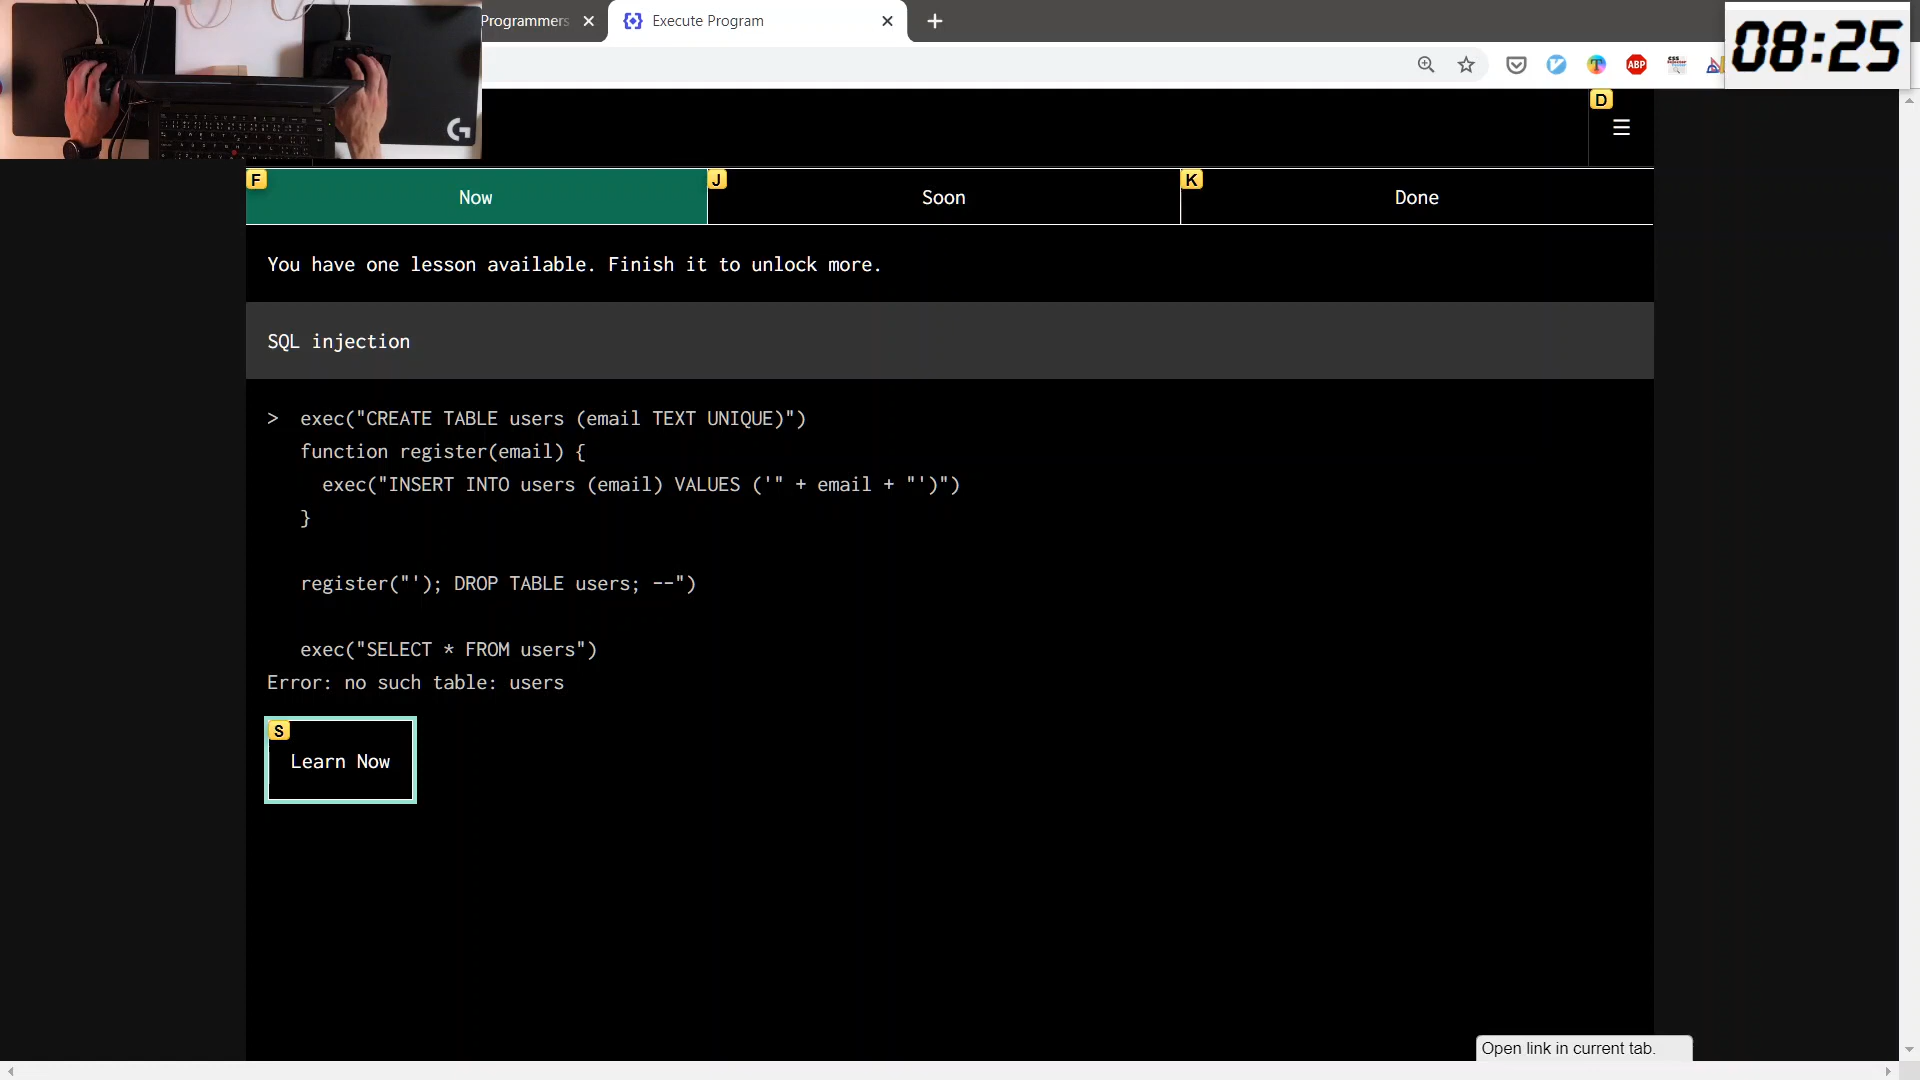 Programmers
Execute Program
08:25
ABP
D
F
Now
J
Soon
K
Done
You have one lesson available. Finish it to unlock more.
SQL injection
> exec("CREATE TABLE users (email TEXT UNIQUE)")
function register(email) {
exec("INSERT INTO users (email) VALUES ('" + email + "')")
}
register("'); DROP TABLE users; --")
exec("SELECT * FROM users")
Error: no such table: users
S
Learn Now
Open link in current tab.